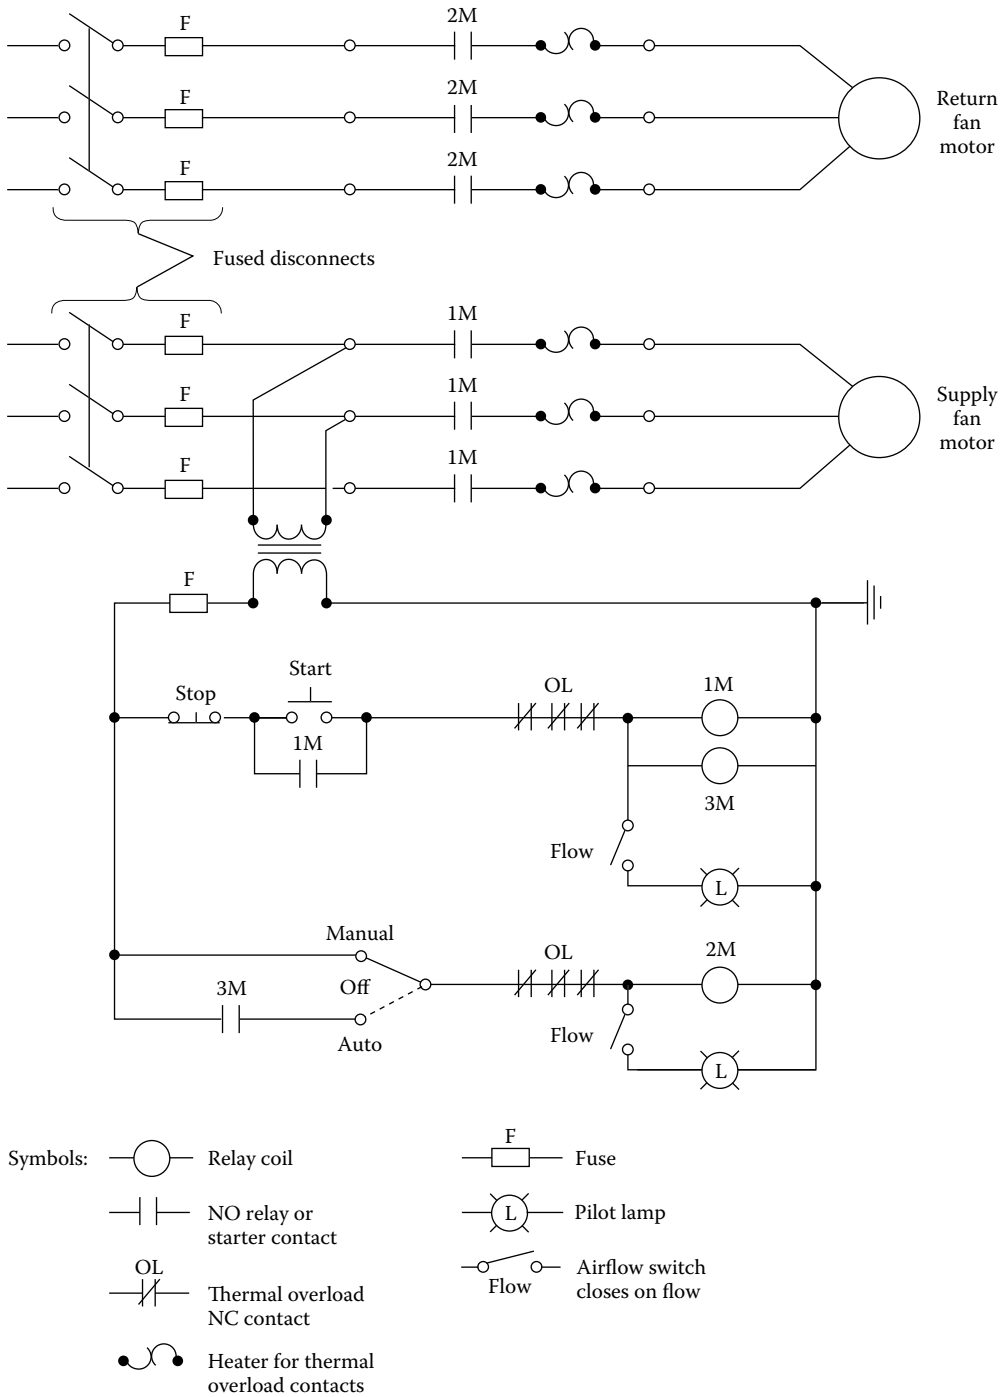 F
2M
F
2M
Return
fan
motor
F
2M
Fused disconnects
F
1M
F
1M
Supply
fan
motor
F
1M
F
Start
Stop
OL
1M
1M
3M
Flow
L
Manual
OL
2M
3M
Off
Auto
Flow
L
Symbols:
Relay coil
F
Fuse
NO relay or
starter contact
L
Pilot lamp
OL
Thermal overload
NC contact
Flow
Airflow switch
closes on flow
Heater for thermal
overload contacts